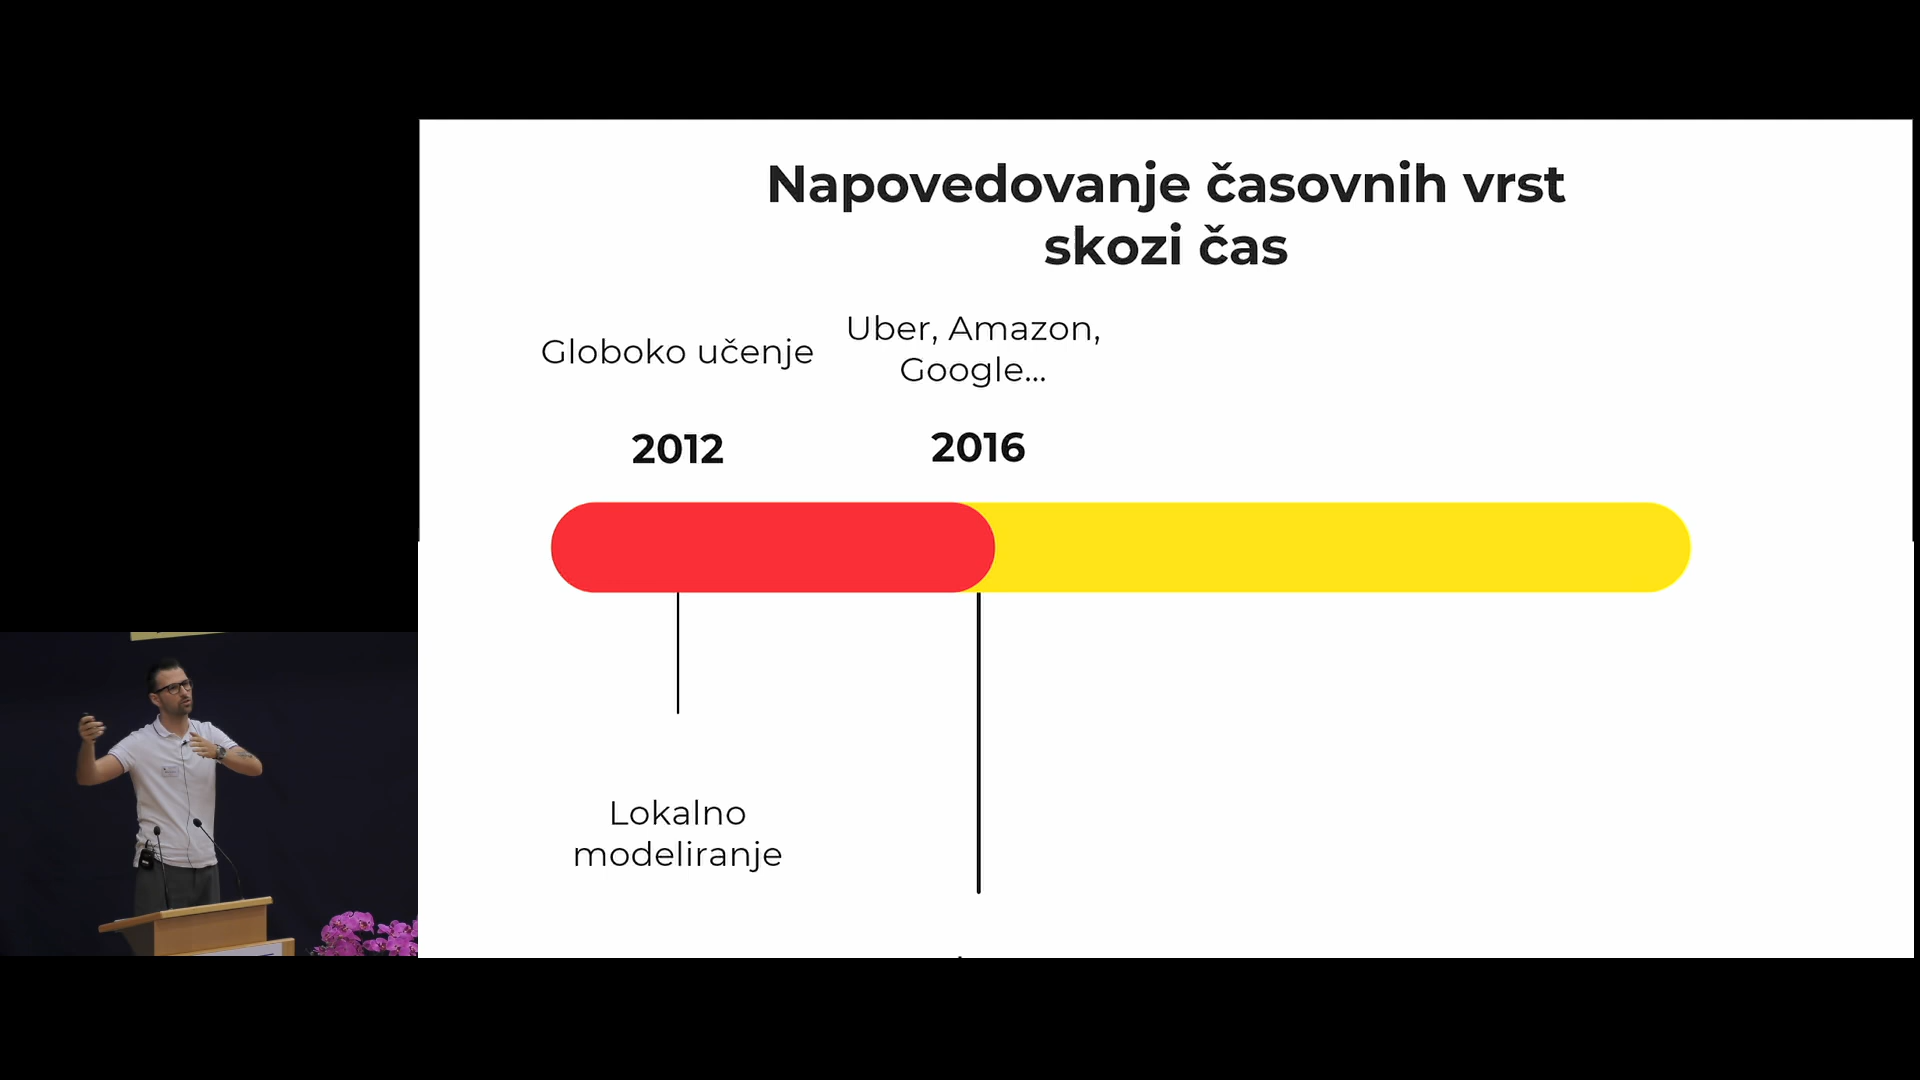 Napovedovanje časovnih vrst
skozi čas
Globoko učenje
Uber, Amazon,
Google...
2012
2016
Lokalno
modeliranje